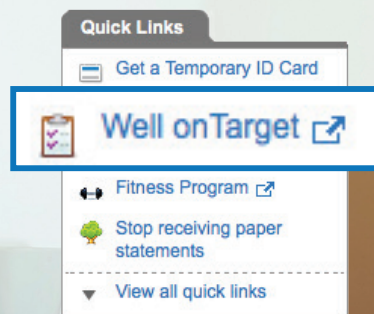 Quick Links
Get a Temporary ID Card
Well onTarget
Fitness Program
Stop receiving paper
statements
View all quick links